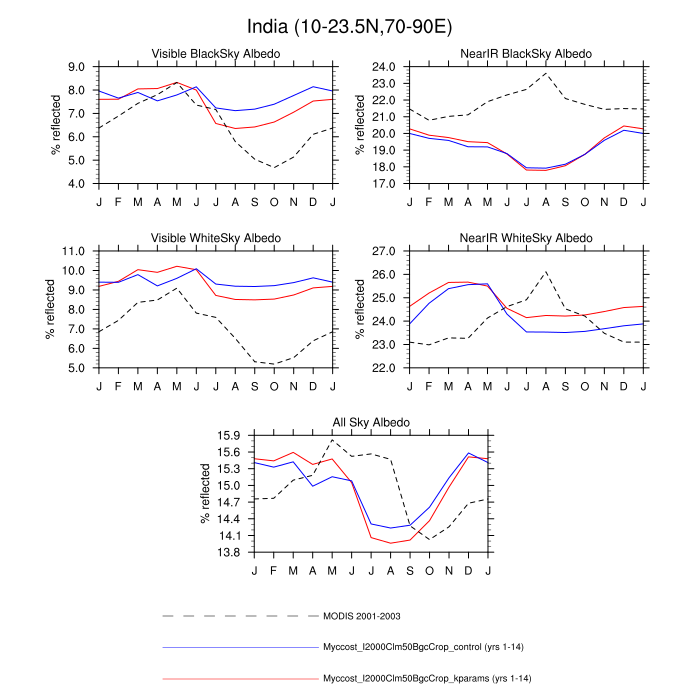 India (10-23.5N,70-90E)
Visible BlackSky Albedo
% reflected
9.0
8.0
7.0
6.0
5.0
4.0
J F M A M J J A S O N D J
NearIR BlackSky Albedo
24.0
23.0
22.0
21.0
20.0
19.0
18.0
17.0
J F M A M J J A S O N D J
Visible WhiteSky Albedo
% reflected
11.0
10.0
9.0
8.0
7.0
6.0
5.0
J F M A M J J A S O N D J
NearIR WhiteSky Albedo
% reflected
27.0
26.0
25.0
24.0
23.0
22.0
J F M A M J J A S O N D J
All Sky Albedo
% reflected
15.9
15.6
15.3
15.0
14.7
14.4
14.1
13.8
J F M A M J J A S O N D J
MODIS 2001-2003
Myccost_I2000Clm50BgcCrop_control (yrs 1-14)
Myccost_I2000Clm50BgcCrop_kparams (yrs 1-14)